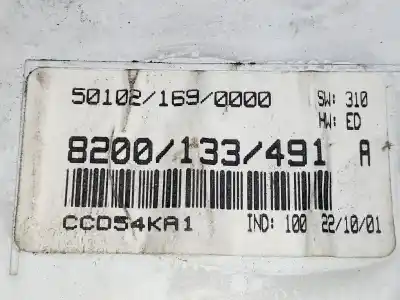 50102/169/0000 SW: 310
HW: ED
8200/133/491 A
CCD54KA1 IND: 100 22/10/01